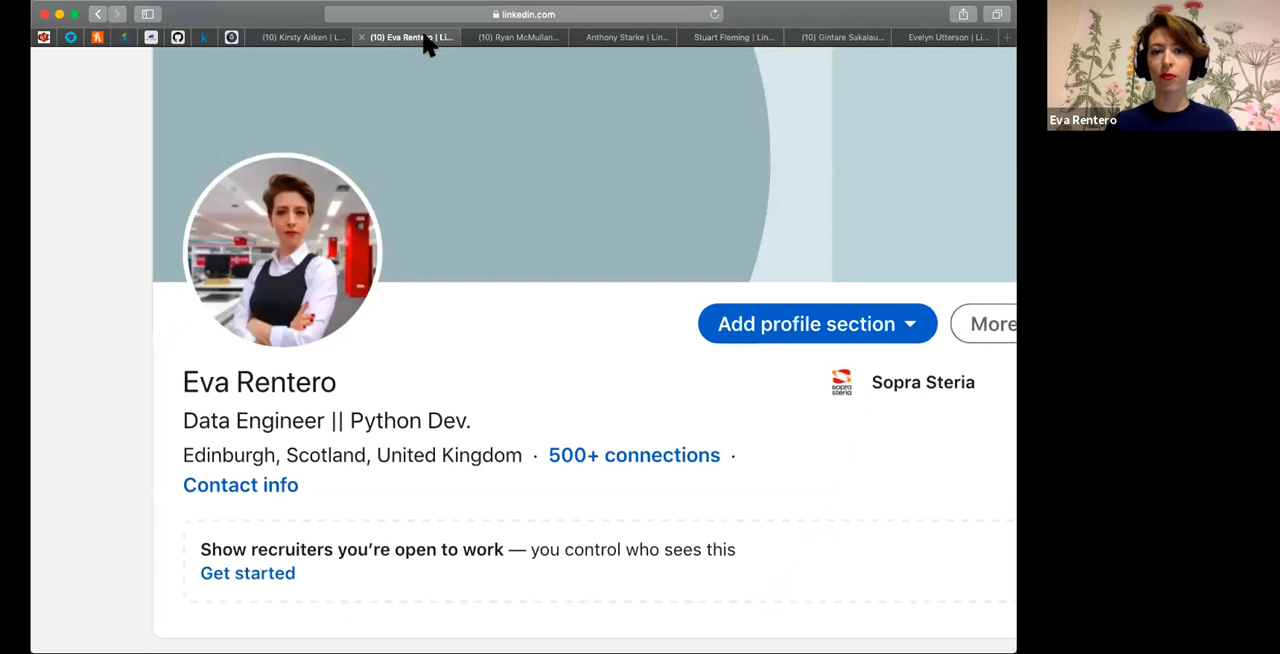 linkedin.com
(10) Kirsty Aitken | L...
(10) Eva Rentero | Li...
(10) Ryan McMullan...
Anthony Starke | Lin...
Stuart Fleming | Lin...
(10) Gintare Sakalau...
Evelyn Utterson | Li...
Eva Rentero
Add profile section
More
Eva Rentero
sopra steria
Sopra Steria
Data Engineer || Python Dev.
Edinburgh, Scotland, United Kingdom · 500+ connections ·
Contact info
Show recruiters you're open to work — you control who sees this
Get started